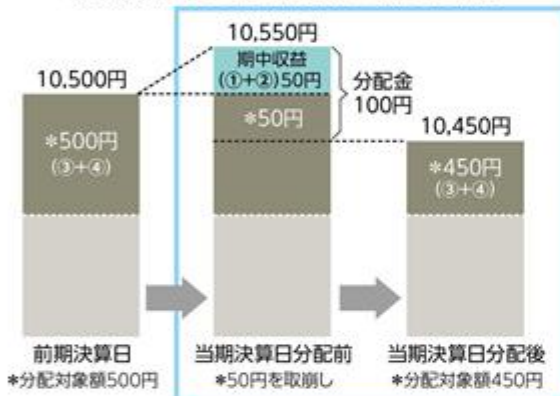 10,550円
期中収益
(①+②)50円
10,500円
分配金
100円
*500円
(③+④)
*50円
10,450円
*450円
(③+④)
前期決算日
*分配対象額500円
当期決算日分配前
*50円を取崩し
当期決算日分配後
*分配対象額450円